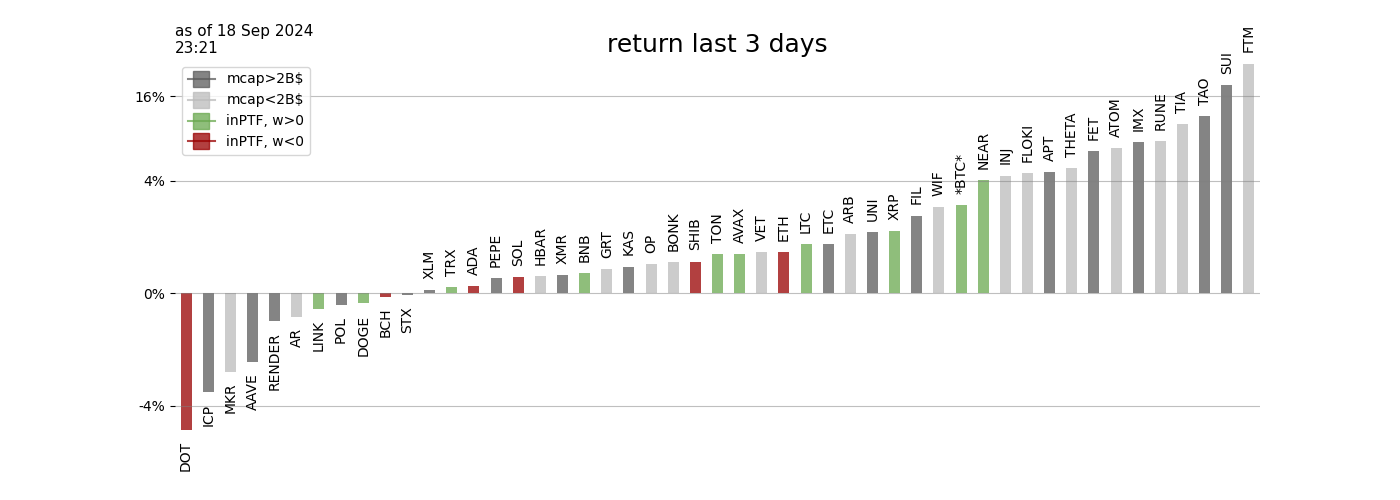 as of 18 Sep 2024
23:21
return last 3 days
mcap>2B$
mcap<2B$
inPTF, w>0
inPTF, w<0
16%
4%
0%
-4%
DOT
ICP
MKR
AAVE
RENDER
AR
LINK
POL
DOGE
BCH
STX
XLM
TRX
ADA
PEPE
SOL
HBAR
XMR
BNB
GRT
KAS
OP
BONK
SHIB
TON
AVAX
VET
ETH
LTC
ETC
ARB
UNI
XRP
FIL
WIF
*BTC*
NEAR
INJ
FLOKI
APT
THETA
FET
ATOM
IMX
RUNE
TIA
TAO
SUI
FTM